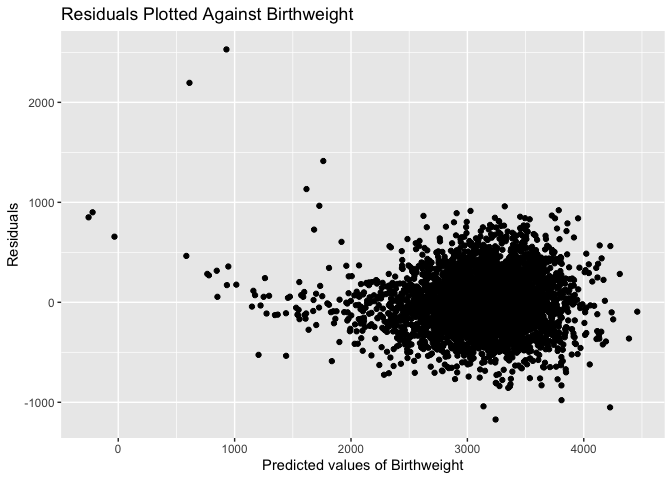 Residuals Plotted Against Birthweight
Residuals
2000
1000
0
-1000
0 1000 2000 3000 4000
Predicted values of Birthweight